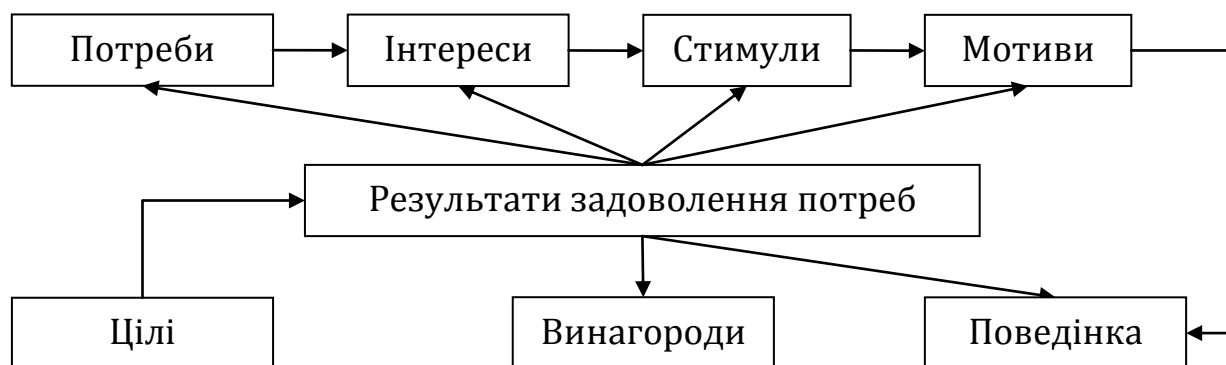 Потреби
Інтереси
Стимули
Мотиви
Результати задоволення потреб
Цілі
Винагороди
Поведінка